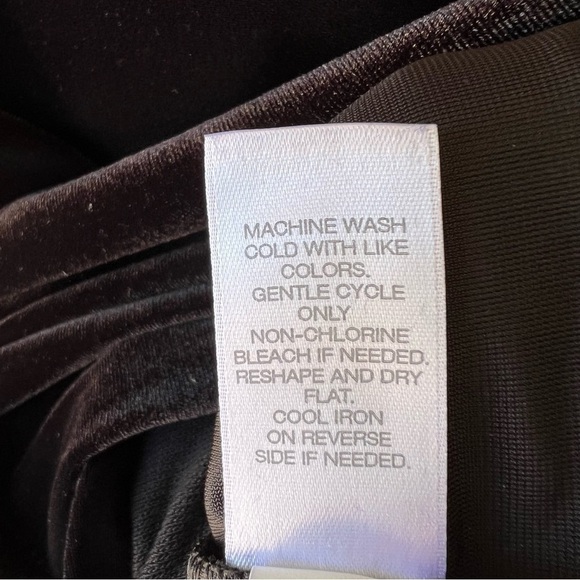 MACHINE WASH
COLD WITH LIKE
COLORS.
GENTLE CYCLE
ONLY
NON-CHLORINE
BLEACH IF NEEDED.
RESHAPE AND DRY
FLAT.
COOL IRON
ON REVERSE
SIDE IF NEEDED.